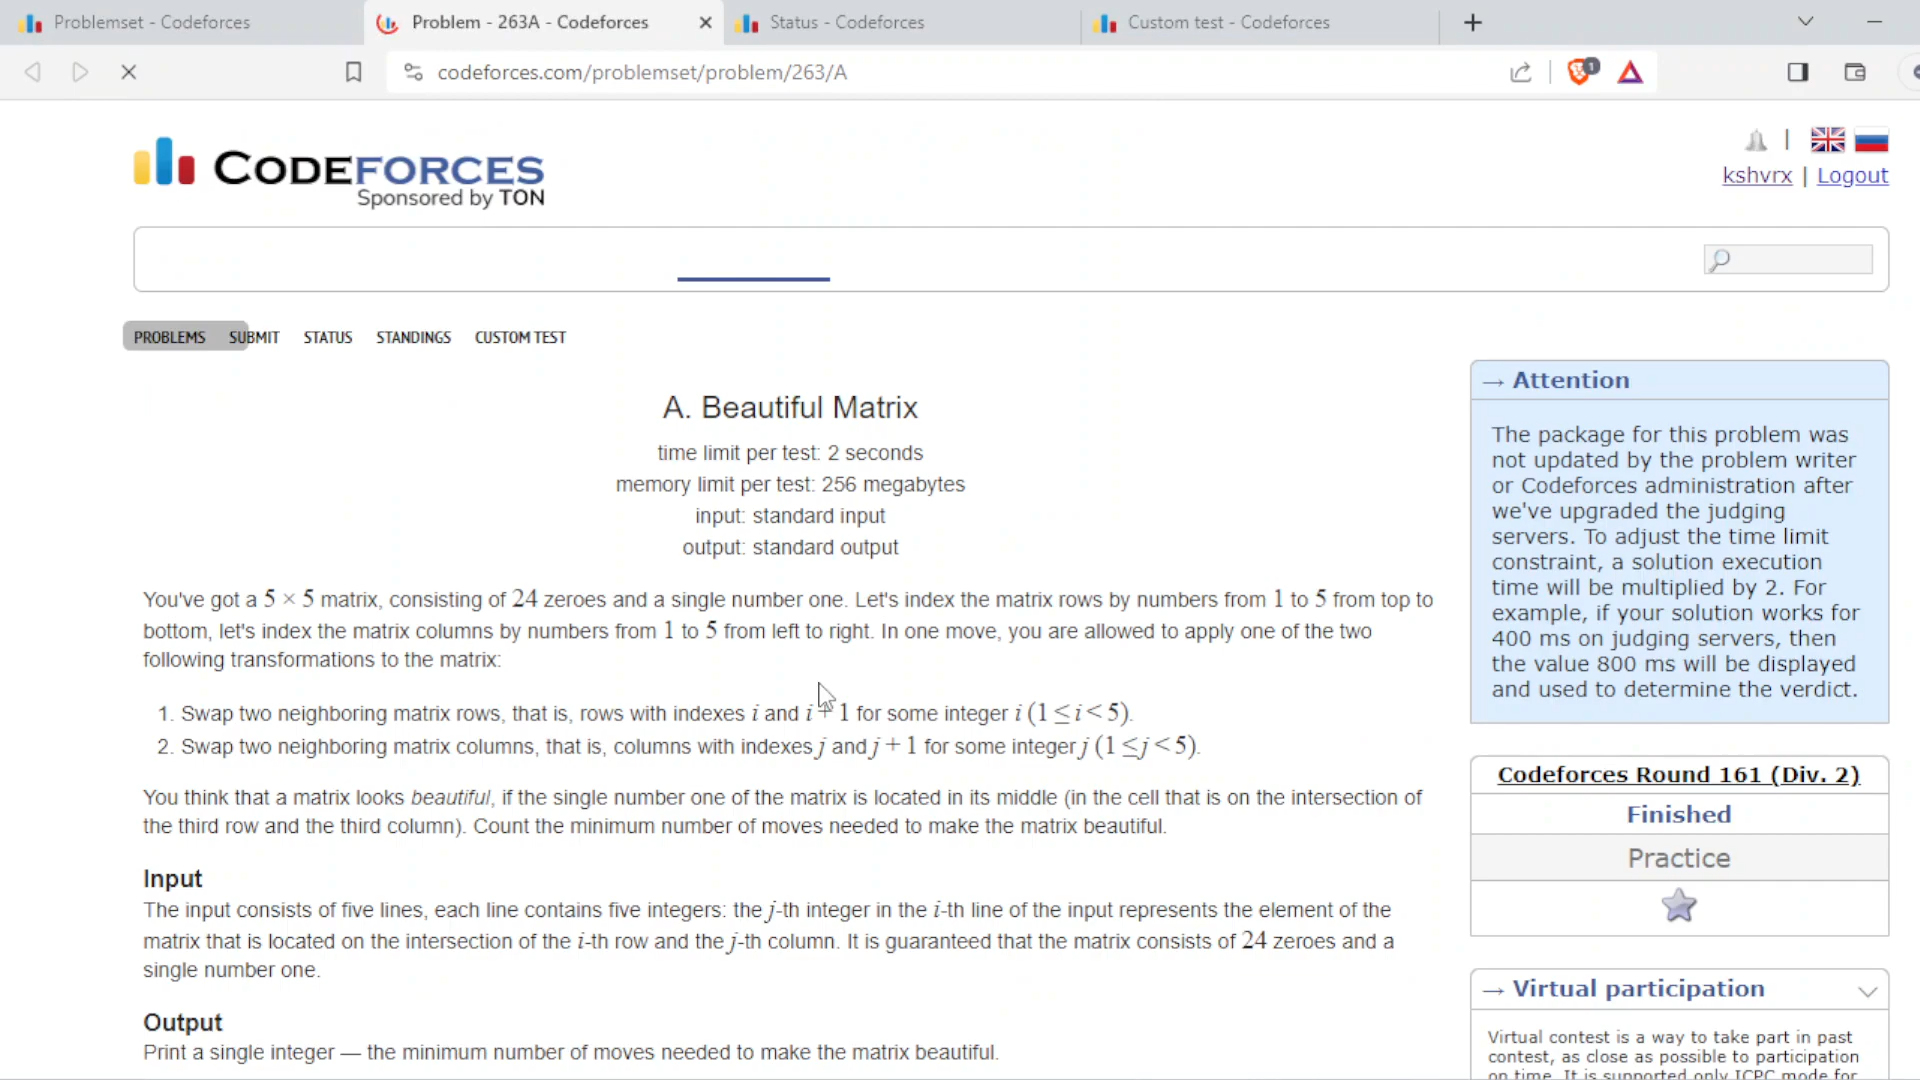 Problemset - Codeforces
Problem - 263A - Codeforces
Status - Codeforces
Custom test - Codeforces
codeforces.com/problemset/problem/263/A
1
CODEFORCES
Sponsored by TON
kshvrx | Logout
PROBLEMS SUBMIT STATUS STANDINGS CUSTOM TEST
A. Beautiful Matrix
time limit per test: 2 seconds
memory limit per test: 256 megabytes
input: standard input
output: standard output
You've got a 5 × 5 matrix, consisting of 24 zeroes and a single number one. Let's index the matrix rows by numbers from 1 to 5 from top to
bottom, let's index the matrix columns by numbers from 1 to 5 from left to right. In one move, you are allowed to apply one of the two
following transformations to the matrix:
1. Swap two neighboring matrix rows, that is, rows with indexes i and i + 1 for some integer i (1 ≤ i < 5).
2. Swap two neighboring matrix columns, that is, columns with indexes j and j + 1 for some integer j (1 ≤ j < 5).
You think that a matrix looks beautiful, if the single number one of the matrix is located in its middle (in the cell that is on the intersection of
the third row and the third column). Count the minimum number of moves needed to make the matrix beautiful.
Input
The input consists of five lines, each line contains five integers: the j-th integer in the i-th line of the input represents the element of the
matrix that is located on the intersection of the i-th row and the j-th column. It is guaranteed that the matrix consists of 24 zeroes and a
single number one.
Output
Print a single integer — the minimum number of moves needed to make the matrix beautiful.
→ Attention
The package for this problem was
not updated by the problem writer
or Codeforces administration after
we've upgraded the judging
servers. To adjust the time limit
constraint, a solution execution
time will be multiplied by 2. For
example, if your solution works for
400 ms on judging servers, then
the value 800 ms will be displayed
and used to determine the verdict.
Codeforces Round 161 (Div. 2)
Finished
Practice
→ Virtual participation
Virtual contest is a way to take part in past
contest, as close as possible to participation
on time. It is supported only ICPC mode for